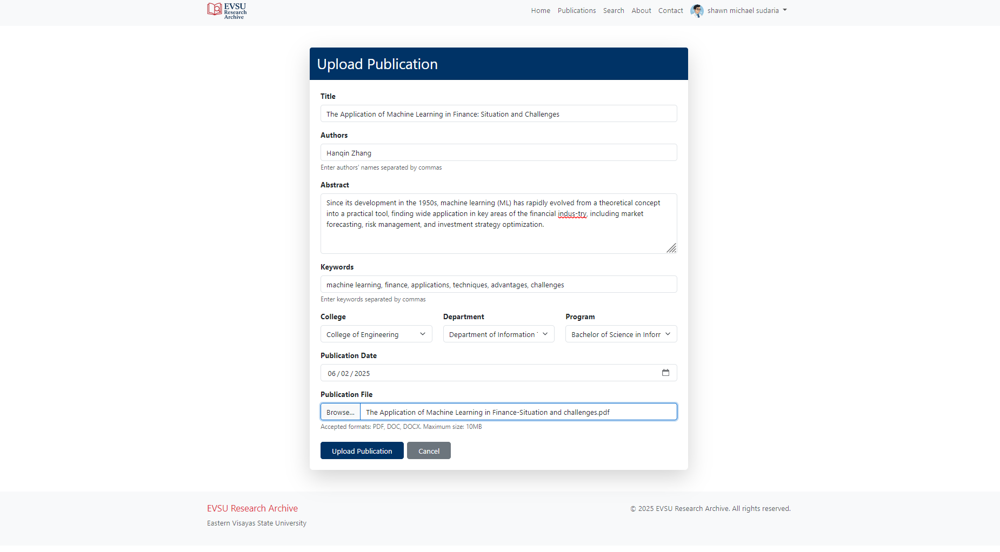 EVSU
Research
Archive
Home Publications Search About Contact shawn michael sudaria
Upload Publication
Title
The Application of Machine Learning in Finance: Situation and Challenges
Authors
Hanqin Zhang
Enter authors' names separated by commas
Abstract
Since its development in the 1950s, machine learning (ML) has rapidly evolved from a theoretical concept
into a practical tool, finding wide application in key areas of the financial indus-try, including market
forecasting, risk management, and investment strategy optimization.
Keywords
machine learning, finance, applications, techniques, advantages, challenges
Enter keywords separated by commas
College Department Program
College of Engineering Department of Information Bachelor of Science in Inforr
Publication Date
06 / 02 / 2025
Publication File
Browse... The Application of Machine Learning in Finance-Situation and challenges.pdf
Accepted formats: PDF, DOC, DOCX. Maximum size: 10MB
Upload Publication Cancel
EVSU Research Archive
© 2025 EVSU Research Archive. All rights reserved.
Eastern Visayas State University